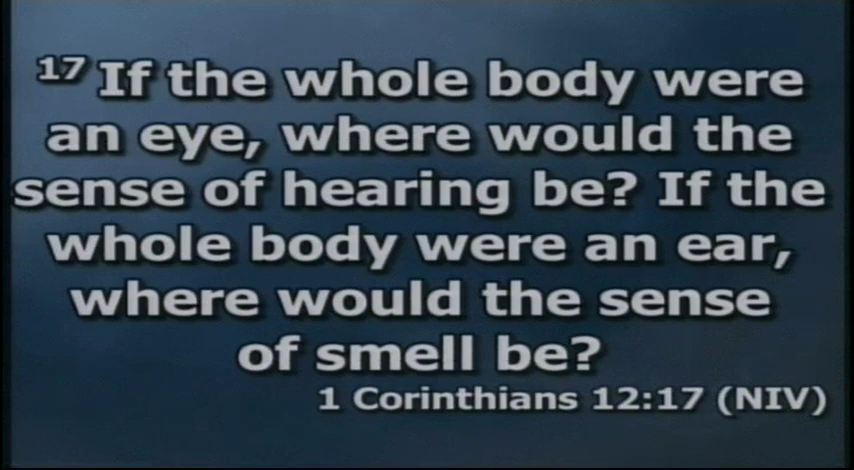 17 If the whole body were
an eye, where would the
sense of hearing be? If the
whole body were an ear,
where would the sense
of smell be?
1 Corinthians 12:17 (NIV)